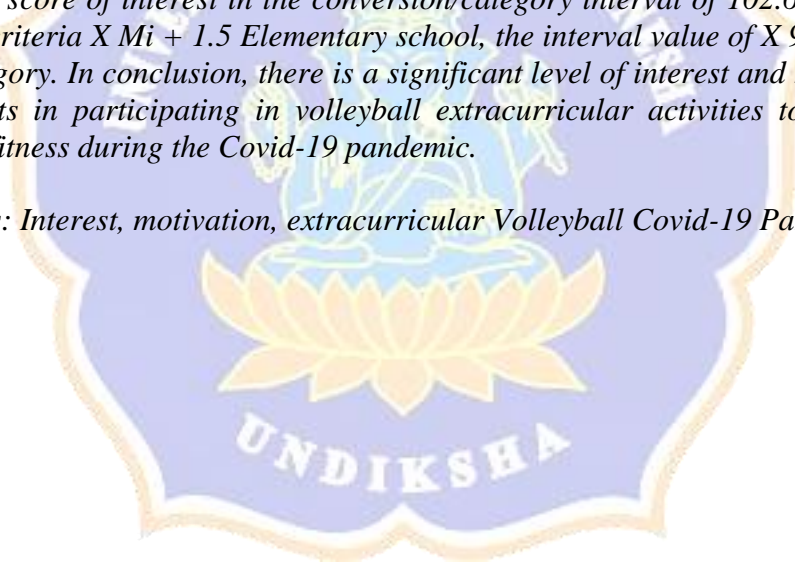 score of interest in the conversion/category interval of 102.
riteria X Mi + 1.5 Elementary school, the interval value of X 9
gory. In conclusion, there is a significant level of interest and
ts in participating in volleyball extracurricular activities to
itness during the Covid-19 pandemic.
: Interest, motivation, extracurricular Volleyball Covid-19 Pa
UNDIKSHA